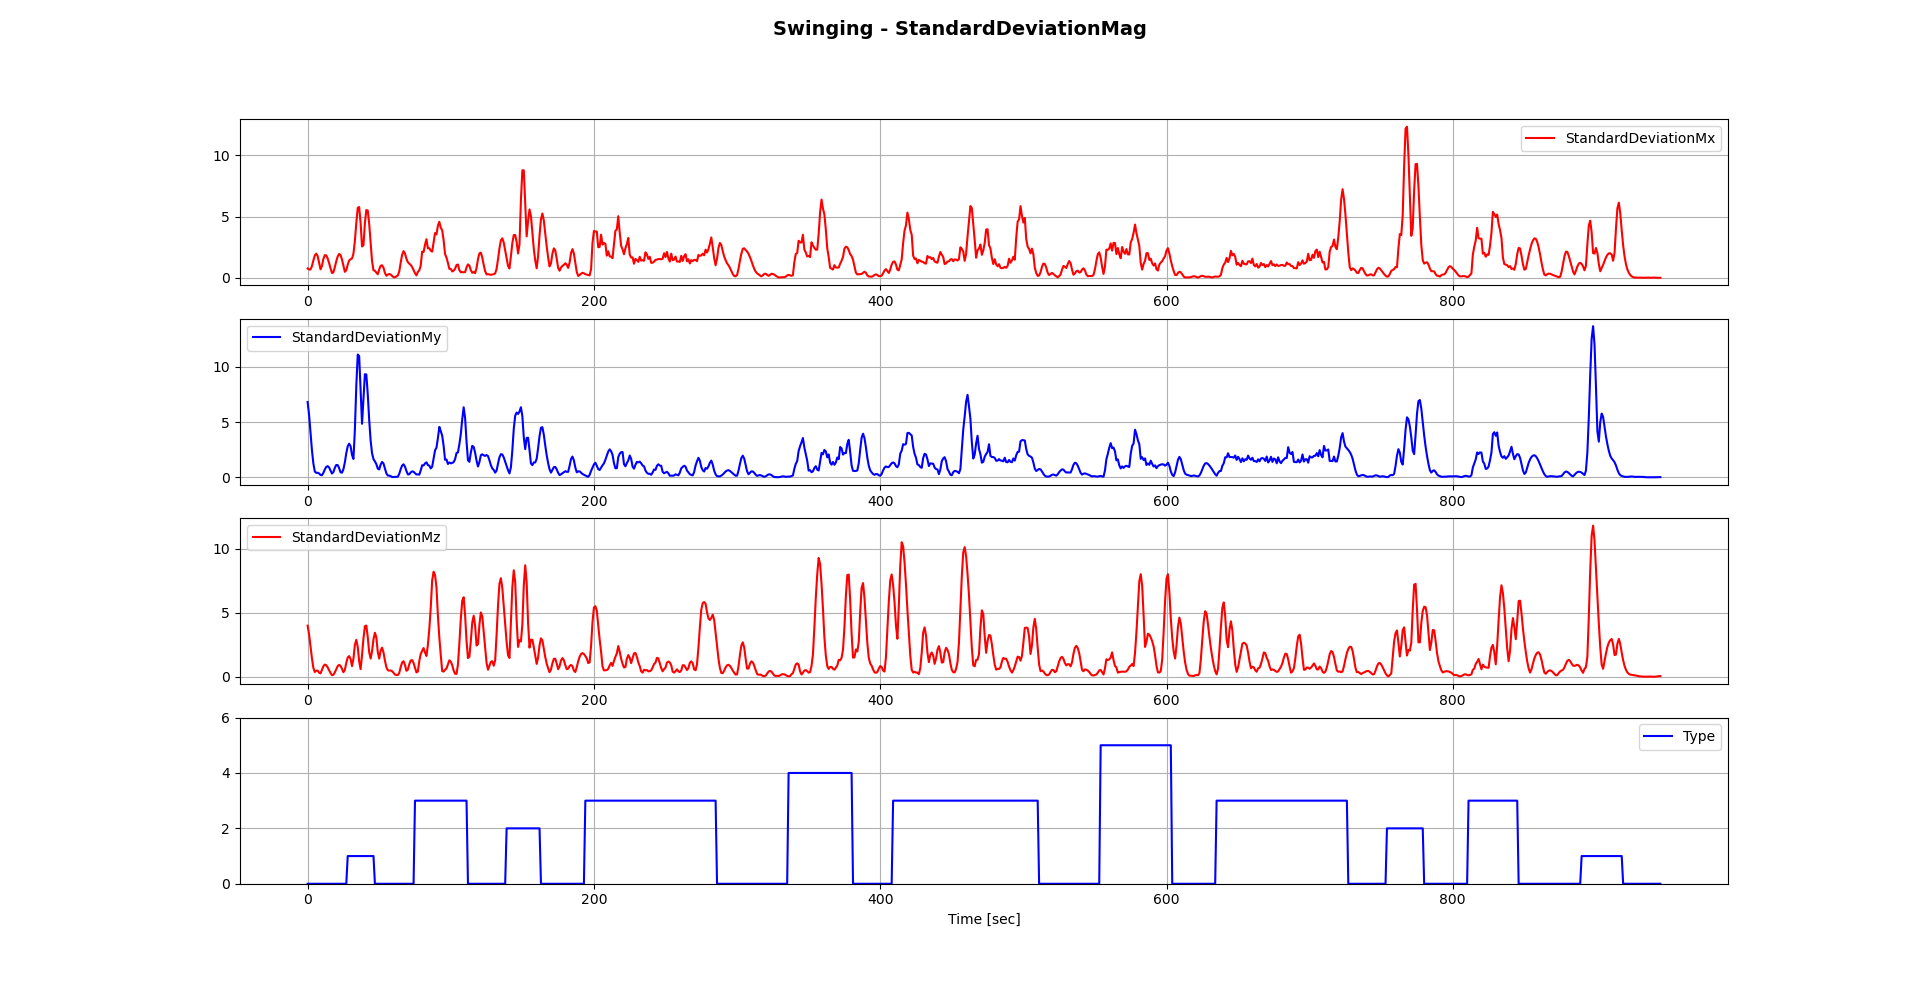 Swinging - StandardDeviationMag
StandardDeviationMx
10
5
0
0 200 400 600 800
StandardDeviationMy
10
5
0
0 200 400 600 800
StandardDeviationMz
10
5
0
0 200 400 600 800
Type
6
4
2
0
0 200 400 600 800
Time [sec]